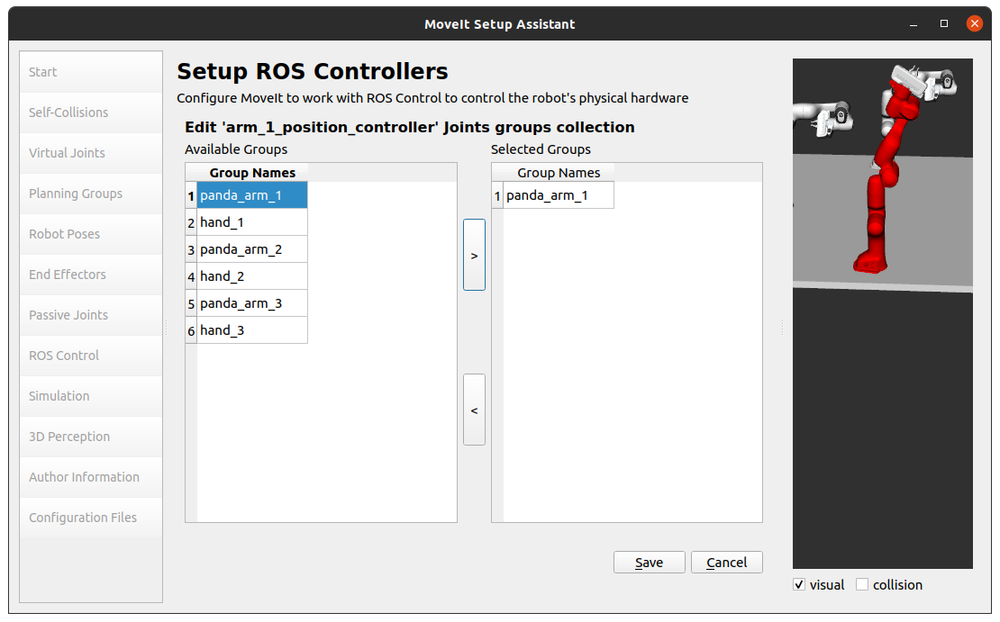 MoveIt Setup Assistant
Start
Self-Collisions
Virtual Joints
Planning Groups
Robot Poses
End Effectors
Passive Joints
ROS Control
Simulation
3D Perception
Author Information
Configuration Files
Setup ROS Controllers
Configure MoveIt to work with ROS Control to control the robot's physical hardware
Edit 'arm_1_position_controller' Joints groups collection
Available Groups
Group Names
1 panda_arm_1
2 hand_1
3 panda_arm_2
4 hand_2
5 panda_arm_3
6 hand_3
>
<
Selected Groups
Group Names
1 panda_arm_1
Save
Cancel
visual
collision